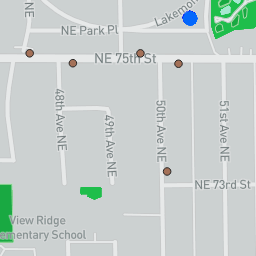 NE
NE Park Pl
Lakemo
NE 75th St
48th Ave NE
49th Ave NE
50th Ave NE
51st Ave NE
NE 73rd St
View Ridge
ementary School